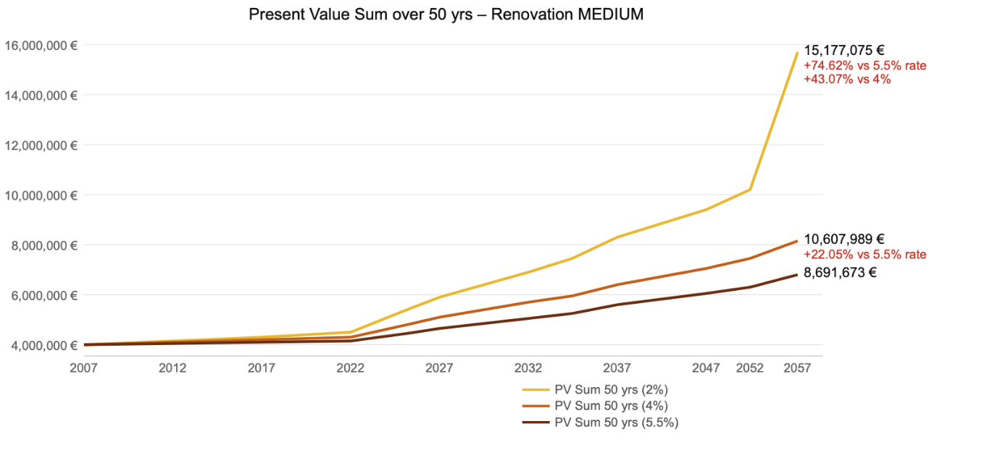 Present Value Sum over 50 yrs – Renovation MEDIUM
16,000,000 €
14,000,000 €
12,000,000 €
10,000,000 €
8,000,000 €
6,000,000 €
4,000,000 €
15,177,075 €
+74.62% vs 5.5% rate
+43.07% vs 4%
10,607,989 €
+22.05% vs 5.5% rate
8,691,673 €
2007 2012 2017 2022 2027 2032 2037 2047 2052 2057
PV Sum 50 yrs (2%)
PV Sum 50 yrs (4%)
PV Sum 50 yrs (5.5%)